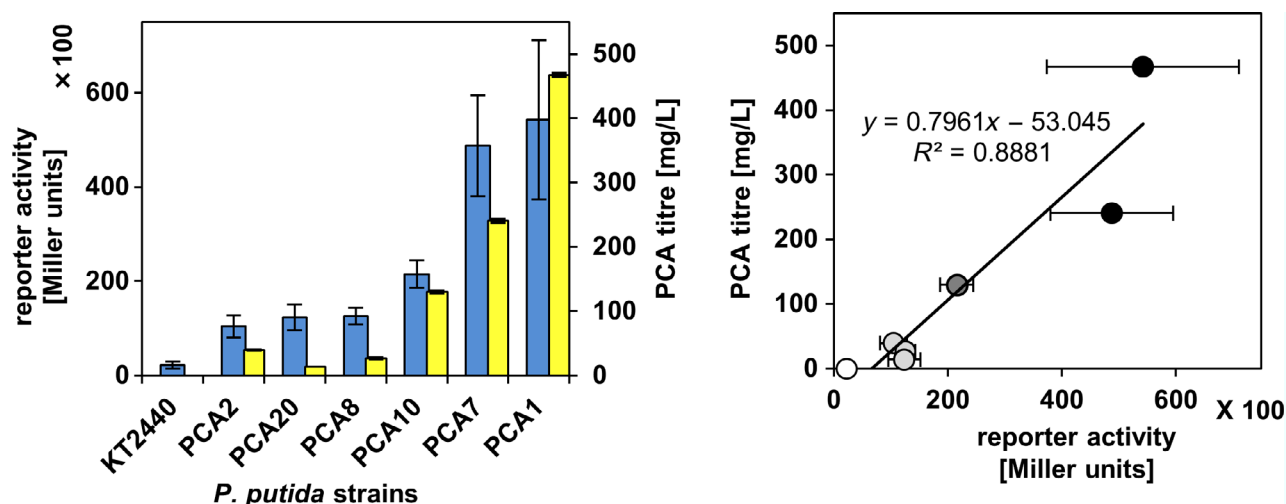 ×100
reporter activity
[Miller units]
600
400
200
0
500
400
300
200
100
0
PCA titre [mg/L]
KT2440
PCA2
PCA20
PCA8
PCA10
PCA7
PCA1
P. putida strains
PCA titre [mg/L]
500
400
300
200
100
0
y = 0.7961x – 53.045
R² = 0.8881
0
200
400
600
X 100
reporter activity
[Miller units]